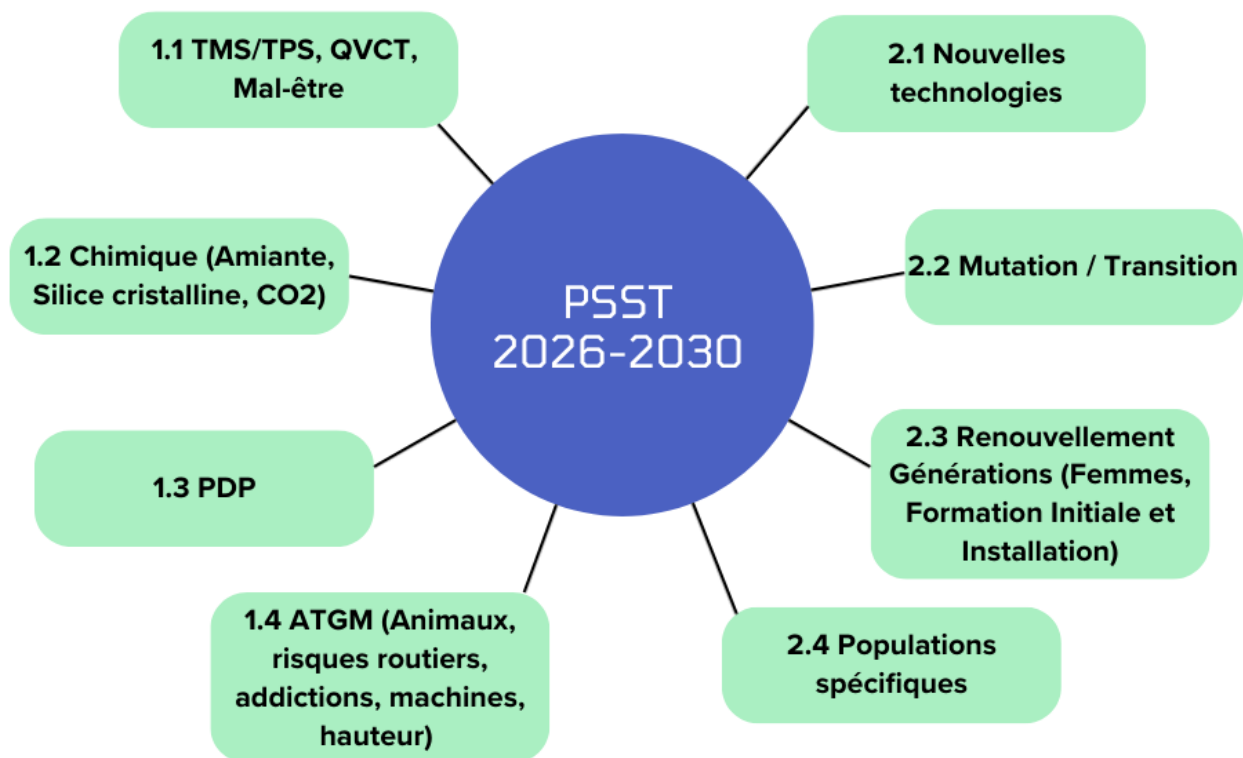 1.1 TMS/TPS, QVCT,
Mal-être
1.2 Chimique (Amiante,
Silice cristalline, CO2)
1.3 PDP
1.4 ATGM (Animaux,
risques routiers,
addictions, machines,
hauteur)
PSST
2026-2030
2.1 Nouvelles
technologies
2.2 Mutation / Transition
2.3 Renouvellement
Générations (Femmes,
Formation Initiale et
Installation)
2.4 Populations
spécifiques